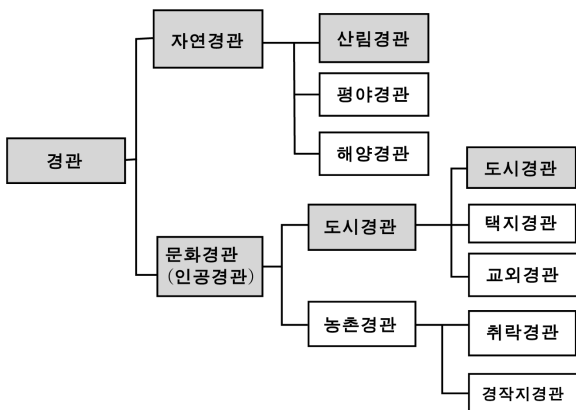 자연경관
산림경관
평야경관
해양경관
경관
도시경관
문화경관
(인공경관)
도시경관
택지경관
교외경관
농촌경관
취락경관
경작지경관